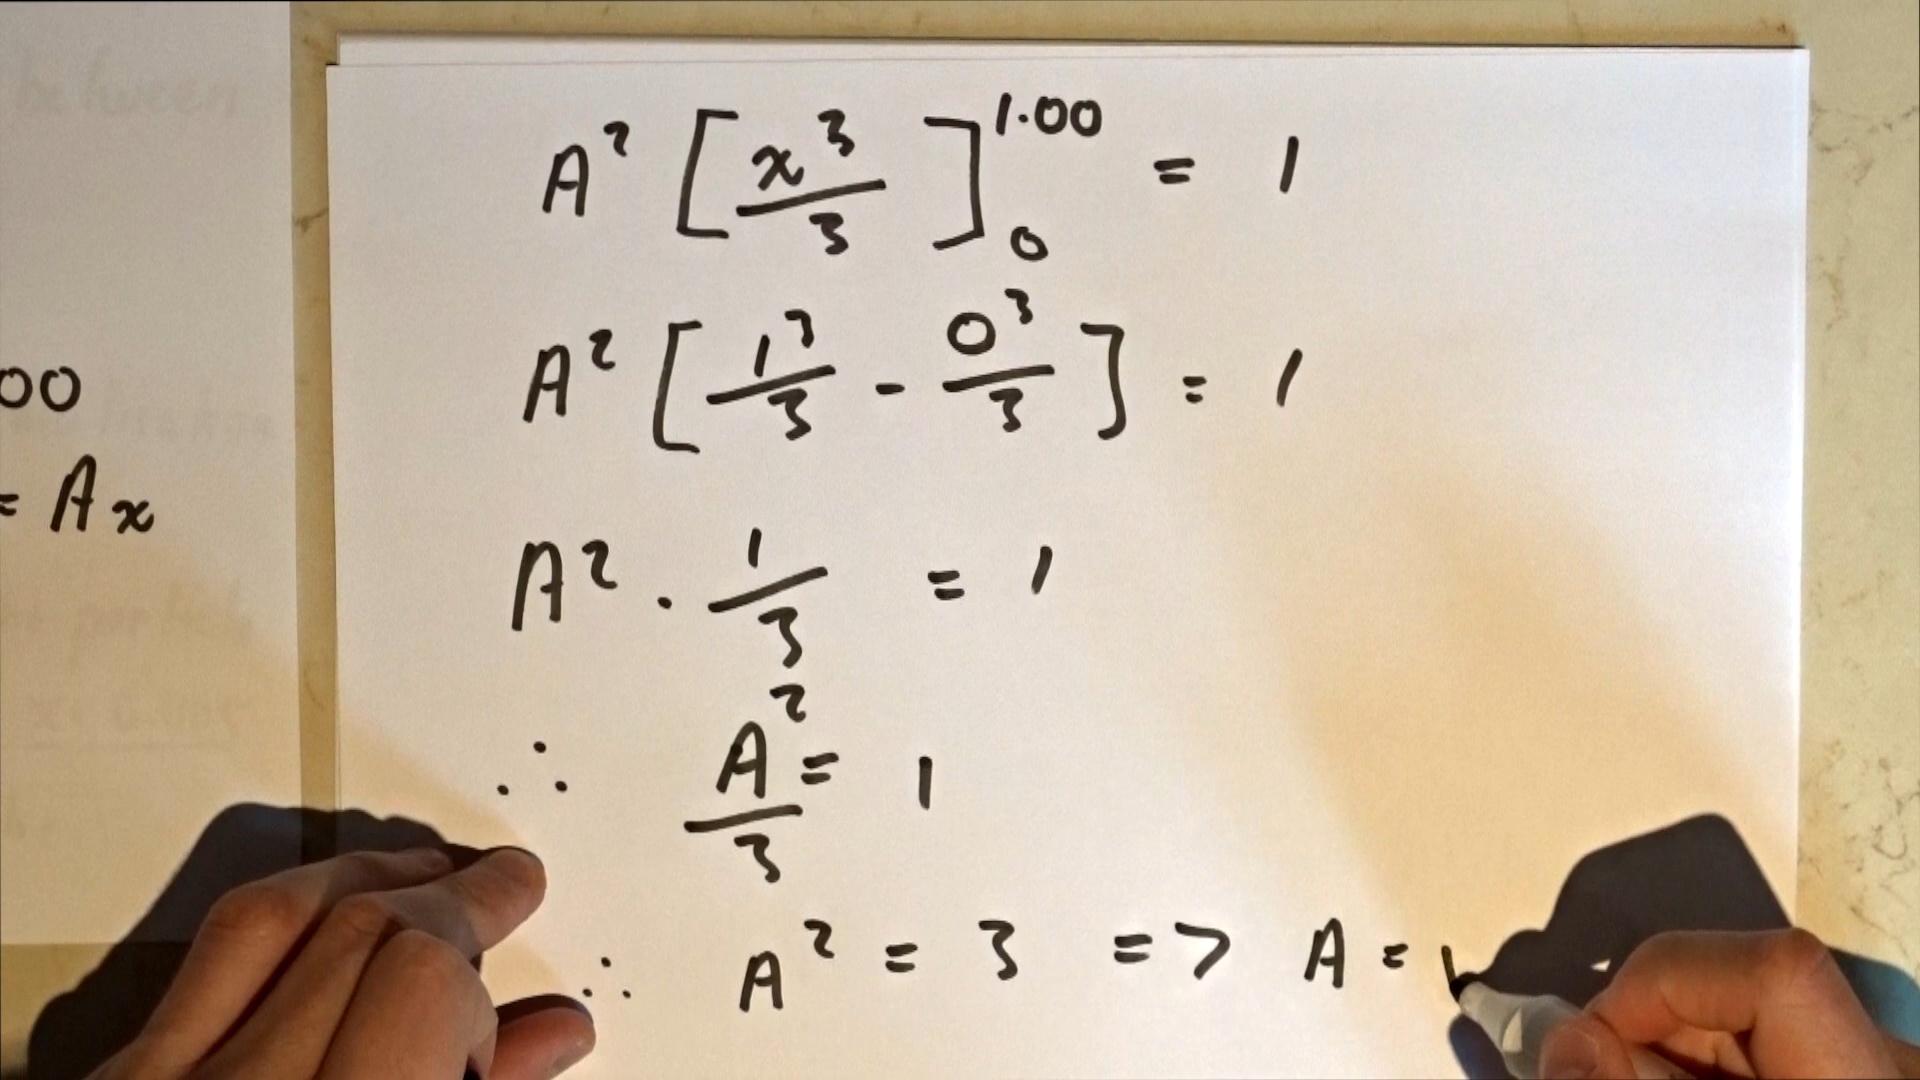 between
00
= Ax
A² [x³/3]₀^1.00 = 1
A² [1³/3 - 0³/3] = 1
A² · 1/3 = 1
∴ A²/3 = 1
∴ A² = 3 => A =